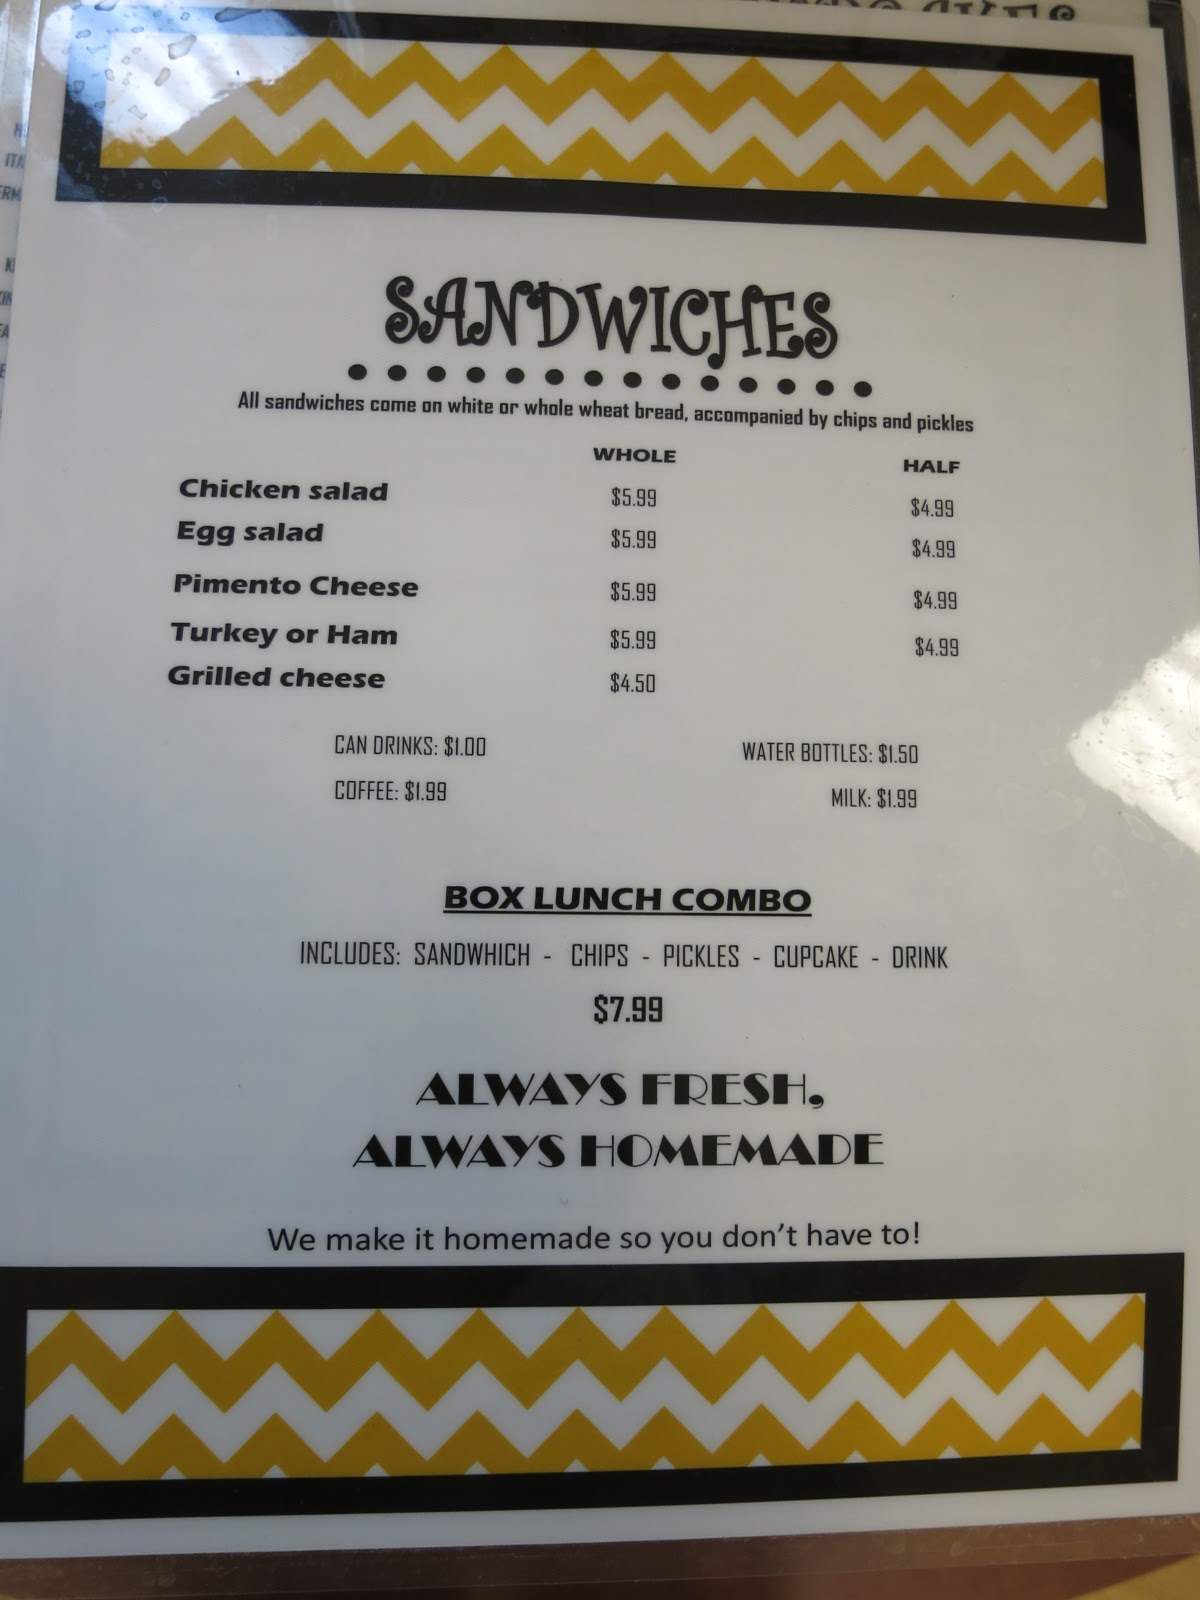 SANDWICHES
All sandwiches come on white or whole wheat bread, accompanied by chips and pickles
WHOLE HALF
Chicken salad $5.99 $4.99
Egg salad $5.99 $4.99
Pimento Cheese $5.99 $4.99
Turkey or Ham $5.99 $4.99
Grilled cheese $4.50
CAN DRINKS: $1.00 WATER BOTTLES: $1.50
COFFEE: $1.99 MILK: $1.99
BOX LUNCH COMBO
INCLUDES: SANDWHICH - CHIPS - PICKLES - CUPCAKE - DRINK
$7.99
ALWAYS FRESH,
ALWAYS HOMEMADE
We make it homemade so you don't have to!